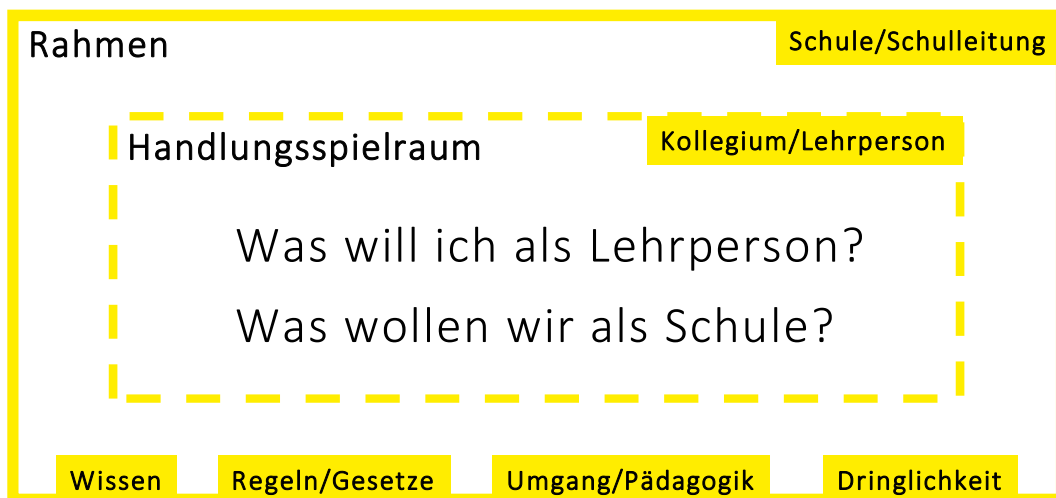 Rahmen
Schule/Schulleitung
Handlungsspielraum
Kollegium/Lehrperson
Was will ich als Lehrperson?
Was wollen wir als Schule?
Wissen
Regeln/Gesetze
Umgang/Pädagogik
Dringlichkeit